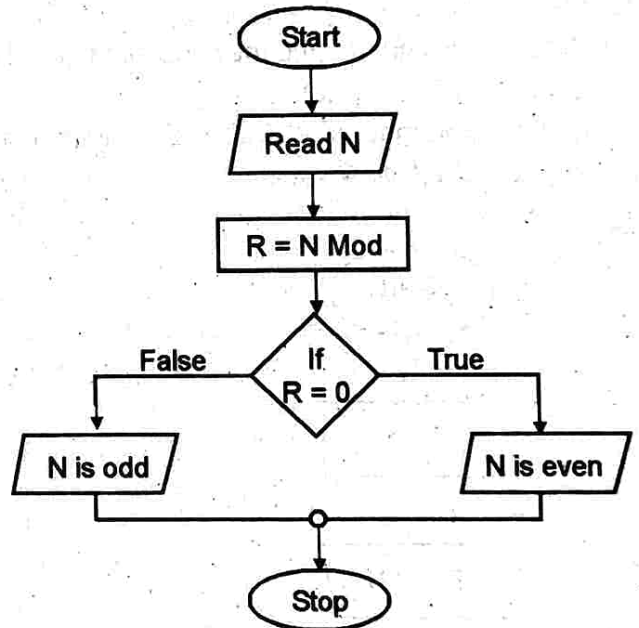 Start
Read N
R = N Mod
If
R = 0
False
True
N is odd
N is even
Stop